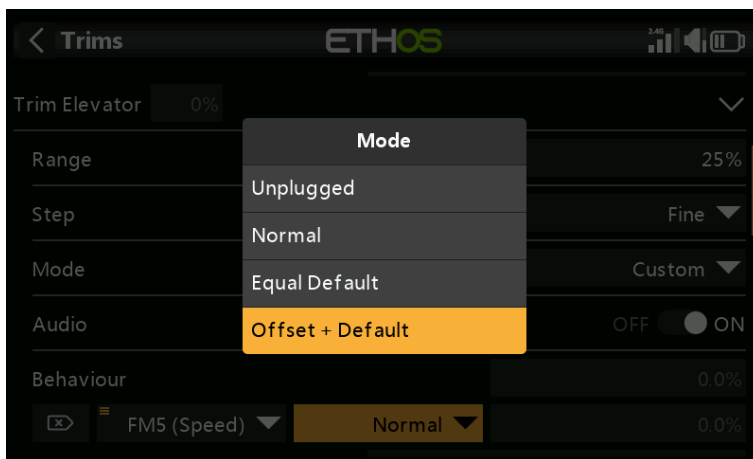 Trims
ETHOS
2.4G
Trim Elevator 0%
Mode
Range 25%
Unplugged
Step Fine
Normal
Mode Custom
Equal Default
Audio OFF ON
Offset + Default
Behaviour 0.0%
FM5 (Speed) Normal 0.0%